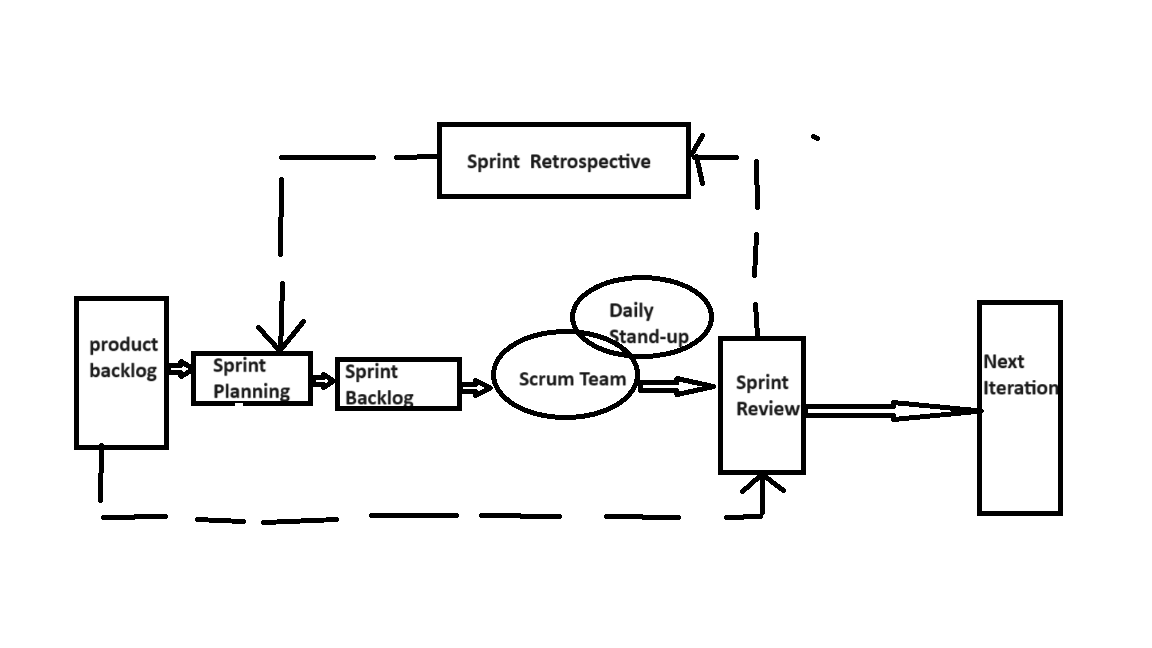 Sprint Retrospective
Daily
Stand-up
product
backlog
Sprint
Planning
Sprint
Backlog
Scrum Team
Sprint
Review
Next
Iteration